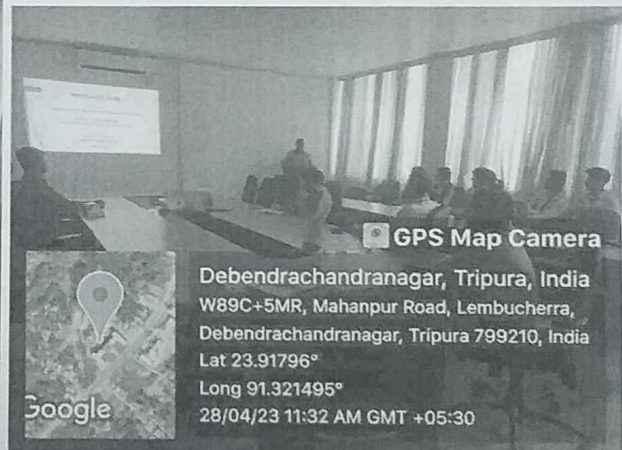 GPS Map Camera
Debendrachandranagar, Tripura, India
W89C+5MR, Mahanpur Road, Lembucherra,
Debendrachandranagar, Tripura 799210, India
Lat 23.91796°
Long 91.321495°
28/04/23 11:32 AM GMT +05:30
Google